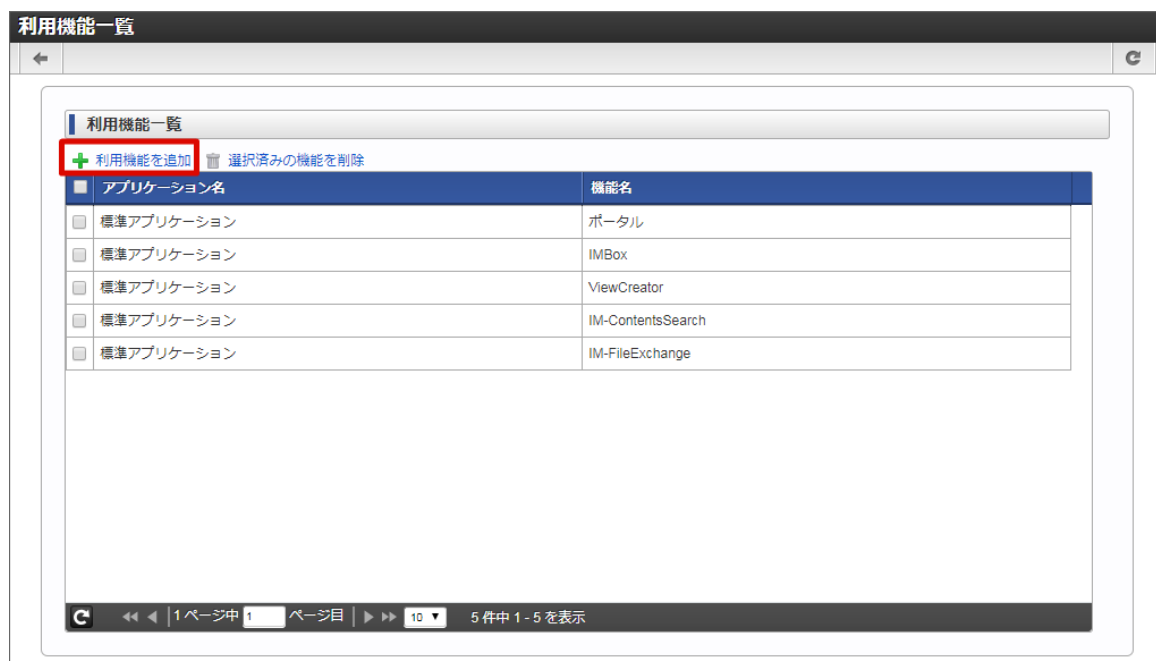 利用機能一覧
利用機能一覧
利用機能を追加 選択済みの機能を削除
アプリケーション名 機能名
標準アプリケーション ポータル
標準アプリケーション IMBox
標準アプリケーション ViewCreator
標準アプリケーション IM-ContentsSearch
標準アプリケーション IM-FileExchange
1 ページ中 1 ページ目 10 5 件中 1 - 5 を表示